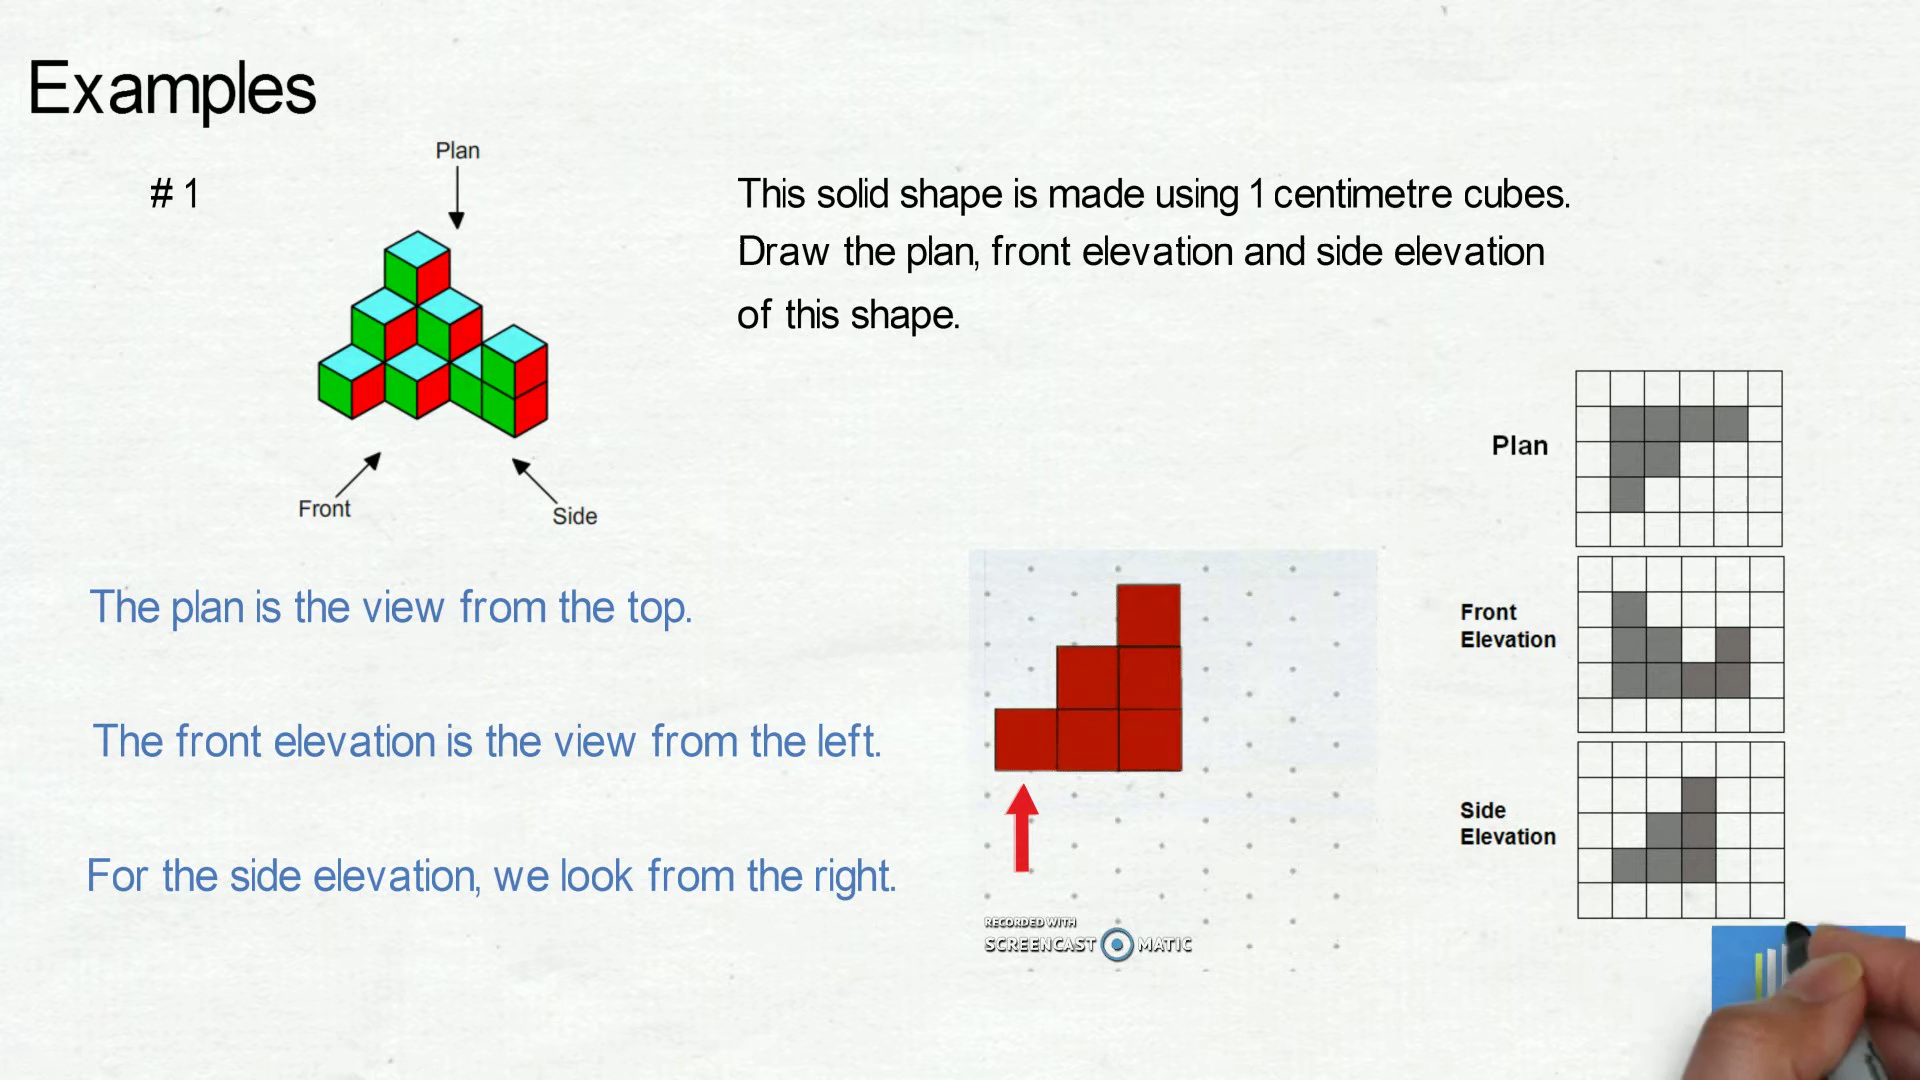 Examples
Plan
# 1
This solid shape is made using 1 centimetre cubes.
Draw the plan, front elevation and side elevation
of this shape.
Front
Side
The plan is the view from the top.
The front elevation is the view from the left.
For the side elevation, we look from the right.
RECORDED WITH
SCREENCAST MATIC
Plan
Front
Elevation
Side
Elevation